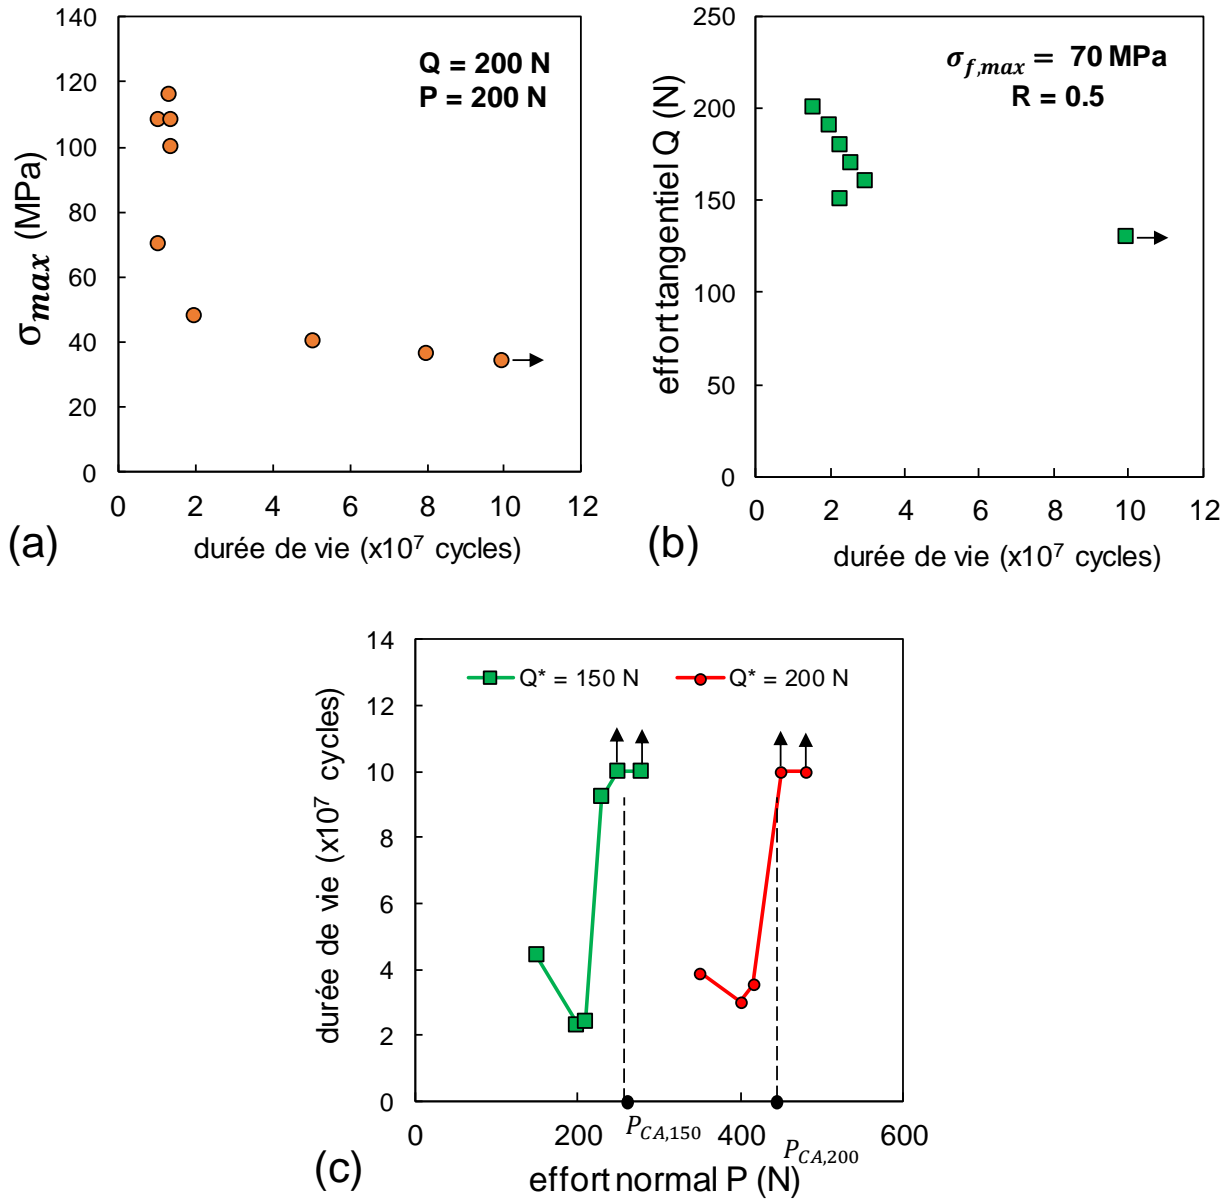 140
120
100
80
60
40
20
0
σmax (MPa)
Q = 200 N
P = 200 N
0 2 4 6 8 10 12
durée de vie (x10⁷ cycles)
(a)
250
200
150
100
50
0
effort tangentiel Q (N)
σf,max = 70 MPa
R = 0.5
0 2 4 6 8 10 12
durée de vie (x10⁷ cycles)
(b)
14
12
10
8
6
4
2
0
durée de vie (x10⁷ cycles)
Q* = 150 N Q* = 200 N
PCA,150
PCA,200
0 200 400 600
effort normal P (N)
(c)